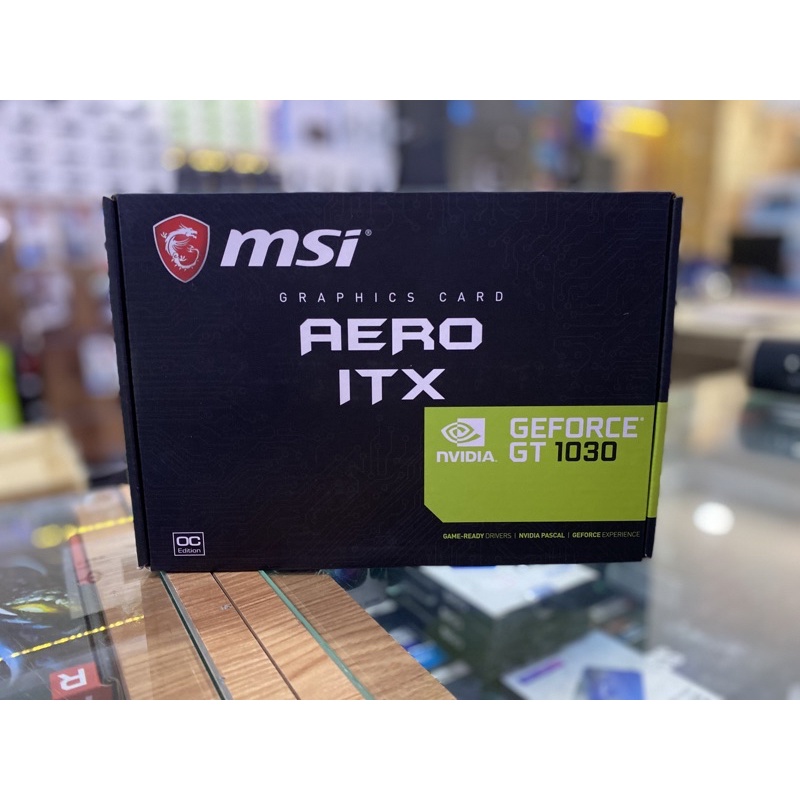 msi®
GRAPHICS CARD
AERO
ITX
NVIDIA.
GEFORCE®
GT 1030
GAME-READY DRIVERS | NVIDIA PASCAL | GEFORCE EXPERIENCE
OC
Edition
R